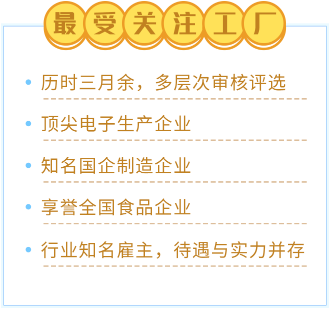 最受关注工厂
历时三月余，多层次审核评选
顶尖电子生产企业
知名国企制造企业
享誉全国食品企业
行业知名雇主，待遇与实力并存